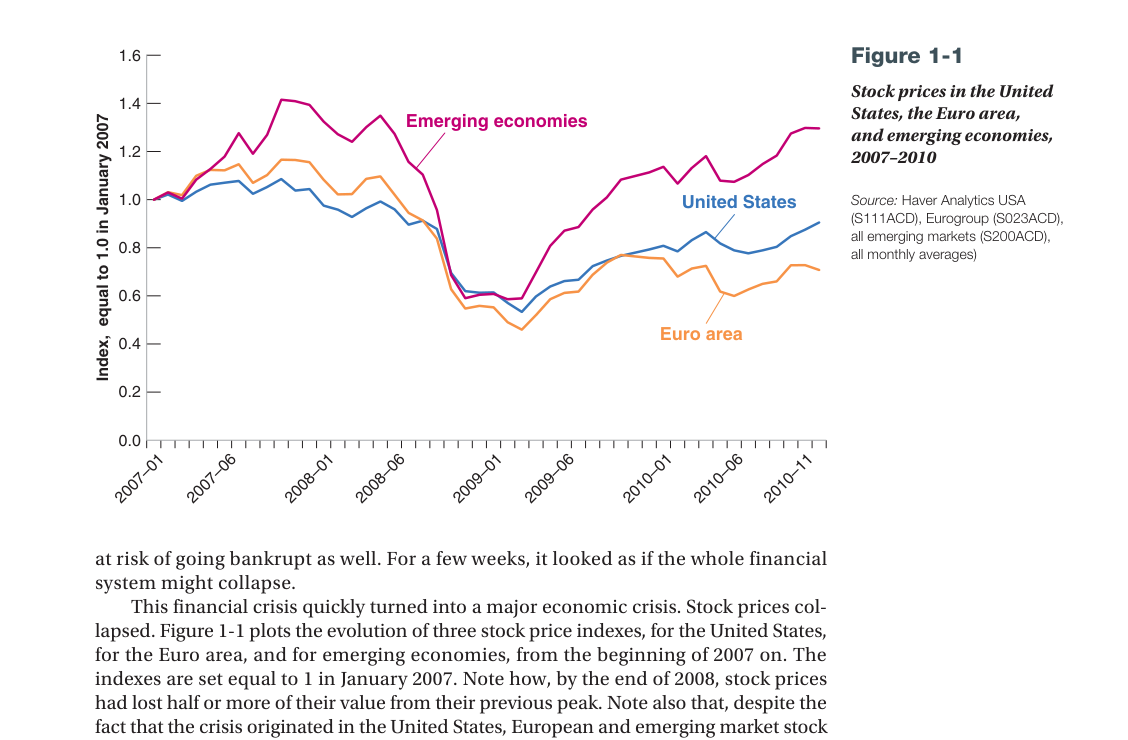 1.6
1.4
1.2
1.0
0.8
0.6
0.4
0.2
0.0
Index, equal to 1.0 in January 2007
Emerging economies
United States
Euro area
2007–01
2007–06
2008–01
2008–06
2009–01
2009–06
2010–01
2010–06
2010–11
Figure 1-1
Stock prices in the United
States, the Euro area,
and emerging economies,
2007–2010
Source: Haver Analytics USA
(S111ACD), Eurogroup (S023ACD),
all emerging markets (S200ACD),
all monthly averages)
at risk of going bankrupt as well. For a few weeks, it looked as if the whole financial
system might collapse.
This financial crisis quickly turned into a major economic crisis. Stock prices col-
lapsed. Figure 1-1 plots the evolution of three stock price indexes, for the United States,
for the Euro area, and for emerging economies, from the beginning of 2007 on. The
indexes are set equal to 1 in January 2007. Note how, by the end of 2008, stock prices
had lost half or more of their value from their previous peak. Note also that, despite the
fact that the crisis originated in the United States, European and emerging market stock